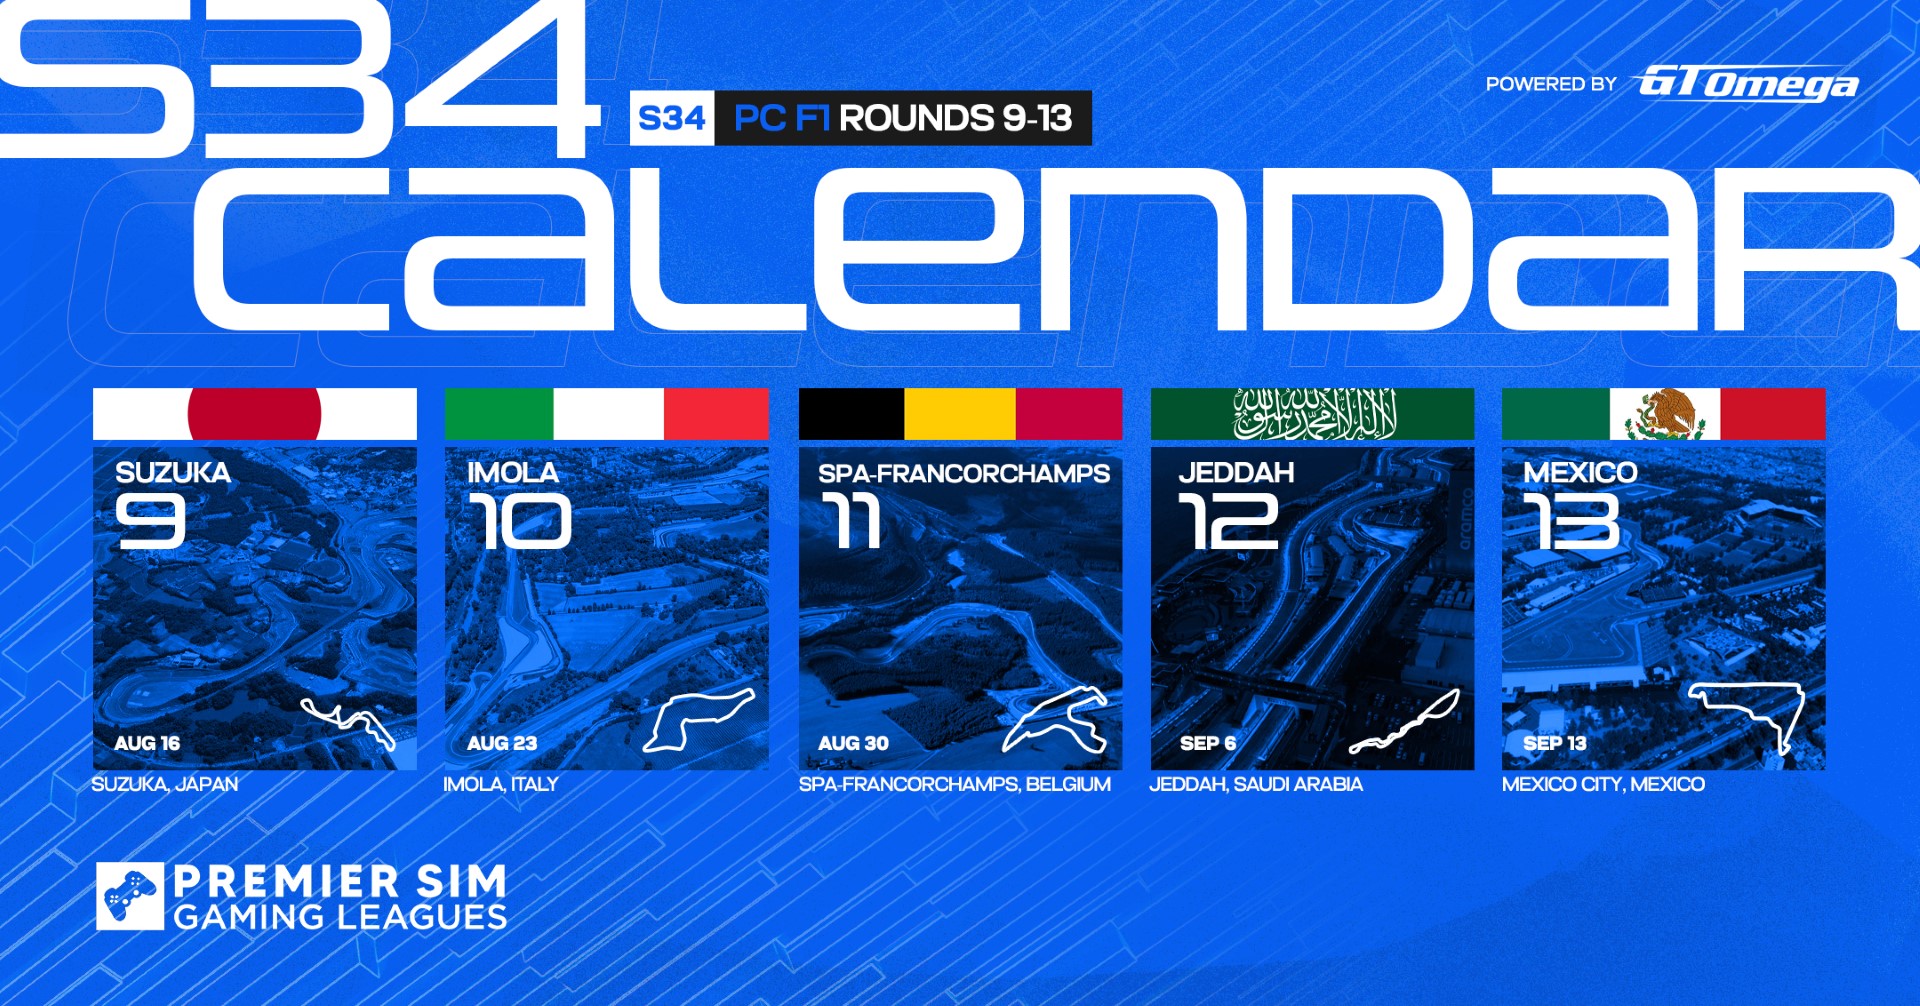 S34
POWERED BY GT Omega
S34 PC F1 ROUNDS 9-13
CALENDAR
SUZUKA
9
AUG 16
SUZUKA, JAPAN
IMOLA
10
AUG 23
IMOLA, ITALY
SPA-FRANCORCHAMPS
11
AUG 30
SPA-FRANCORCHAMPS, BELGIUM
JEDDAH
12
aramco
SEP 6
JEDDAH, SAUDI ARABIA
MEXICO
13
SEP 13
MEXICO CITY, MEXICO
PREMIER SIM
GAMING LEAGUES